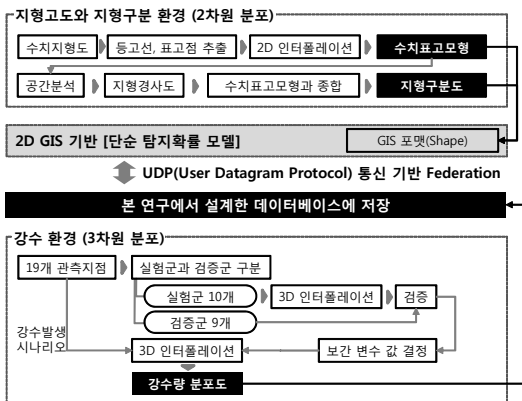 지형고도와 지형구분 환경 (2차원 분포)
수치지형도 등고선, 표고점 추출 2D 인터폴레이션 수치표고모형
공간분석 지형경사도 수치표고모형과 종합 지형구분도
2D GIS 기반 [단순 탐지확률 모델] GIS 포맷(Shape)
UDP(User Datagram Protocol) 통신 기반 Federation
본 연구에서 설계한 데이터베이스에 저장
강수 환경 (3차원 분포)
19개 관측지점 실험군과 검증군 구분
실험군 10개 3D 인터폴레이션 검증
검증군 9개
강수발생
시나리오
3D 인터폴레이션 보간 변수 값 결정
강수량 분포도